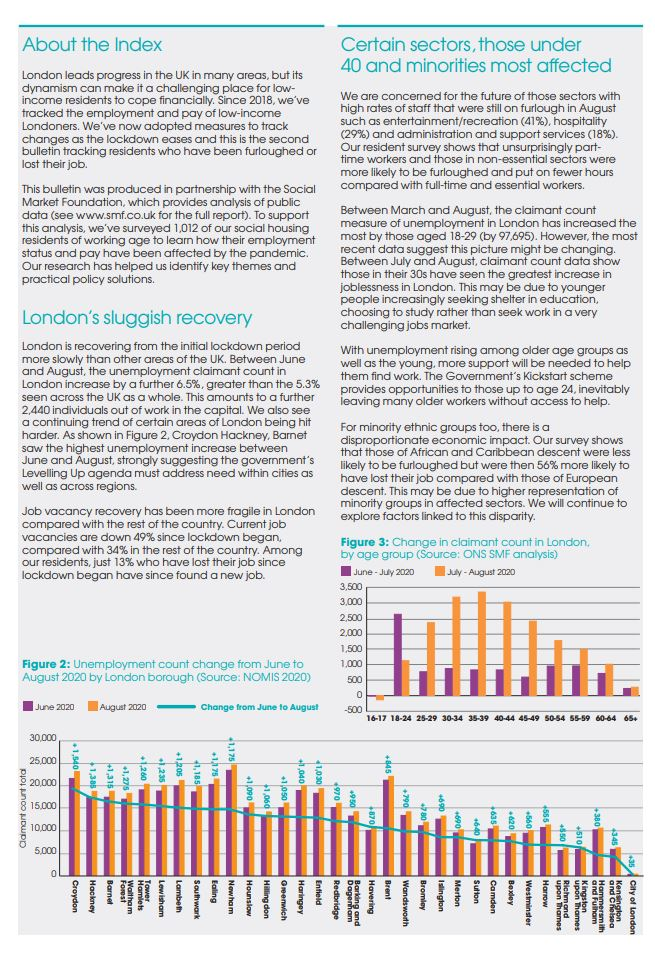 About the Index
London leads progress in the UK in many areas, but its
dynamism can make it a challenging place for low-
income residents to cope financially. Since 2018, we've
tracked the employment and pay of low-income
Londoners. We've now adopted measures to track
changes as the lockdown eases and this is the second
bulletin tracking residents who have been furloughed or
lost their job.
This bulletin was produced in partnership with the Social
Market Foundation, which provides analysis of public
data (see www.smf.co.uk for the full report). To support
this analysis, we've surveyed 1,012 of our social housing
residents of working age to learn how their employment
status and pay have been affected by the pandemic.
Our research has helped us identify key themes and
practical policy solutions.
London's sluggish recovery
London is recovering from the initial lockdown period
more slowly than other areas of the UK. Between June
and August, the unemployment claimant count in
London increase by a further 6.5%, greater than the 5.3%
seen across the UK as a whole. This amounts to a further
2,440 individuals out of work in the capital. We also see
a continuing trend of certain areas of London being hit
harder. As shown in Figure 2, Croydon Hackney, Barnet
saw the highest unemployment increase between
June and August, strongly suggesting the government's
Levelling Up agenda must address need within cities as
well as across regions.
Job vacancy recovery has been more fragile in London
compared with the rest of the country. Current job
vacancies are down 49% since lockdown began,
compared with 34% in the rest of the country. Among
our residents, just 13% who have lost their job since
lockdown began have since found a new job.
Certain sectors, those under
40 and minorities most affected
We are concerned for the future of those sectors with
high rates of staff that were still on furlough in August
such as entertainment/recreation (41%), hospitality
(29%) and administration and support services (18%).
Our resident survey shows that unsurprisingly part-
time workers and those in non-essential sectors were
more likely to be furloughed and put on fewer hours
compared with full-time and essential workers.
Between March and August, the claimant count
measure of unemployment in London has increased the
most by those aged 18-29 (by 97,695). However, the most
recent data suggest this picture might be changing.
Between July and August, claimant count data show
those in their 30s have seen the greatest increase in
joblessness in London. This may be due to younger
people increasingly seeking shelter in education,
choosing to study rather than seek work in a very
challenging jobs market.
With unemployment rising among older age groups as
well as the young, more support will be needed to help
them find work. The Government's Kickstart scheme
provides opportunities to those up to age 24, inevitably
leaving many older workers without access to help.
For minority ethnic groups too, there is a
disproportionate economic impact. Our survey shows
that those of African and Caribbean descent were less
likely to be furloughed but were then 56% more likely to
have lost their job compared with those of European
descent. This may be due to higher representation of
minority groups in affected sectors. We will continue to
explore factors linked to this disparity.
Figure 3: Change in claimant count in London,
by age group (Source: ONS SMF analysis)
June - July 2020 July - August 2020
3,500
3,000
2,500
2,000
1,500
1,000
500
0
-500
16-17 18-24 25-29 30-34 35-39 40-44 45-49 50-54 55-59 60-64 65+
Figure 2: Unemployment count change from June to
August 2020 by London borough (Source: NOMIS 2020)
June 2020 August 2020 Change from June to August
Claimant count total
30,000
25,000
20,000
15,000
10,000
5,000
0
+1,540 +1,385 +1,315 +1,275 +1,260 +1,235 +1,205 +1,185 +1,175 +1,175 +1,090 +1,060 +1,050 +1,040 +1,030 +970 +950 +870 +845 +790 +780 +690 +690 +640 +635 +620 +560 +555 +550 +510 +380 +345 +35
Croydon
Hackney
Barnet
Waltham
Forest
Tower
Hamlets
Lewisham
Lambeth
Southwark
Ealing
Newham
Hounslow
Hillingdon
Greenwich
Haringey
Enfield
Redbridge
Barking and
Dagenham
Havering
Brent
Wandsworth
Bromley
Islington
Merton
Sutton
Camden
Bexley
Westminster
Harrow
Richmond
upon Thames
Kingston
upon Thames
Hammersmith
and Fulham
Kensington
and Chelsea
City of London